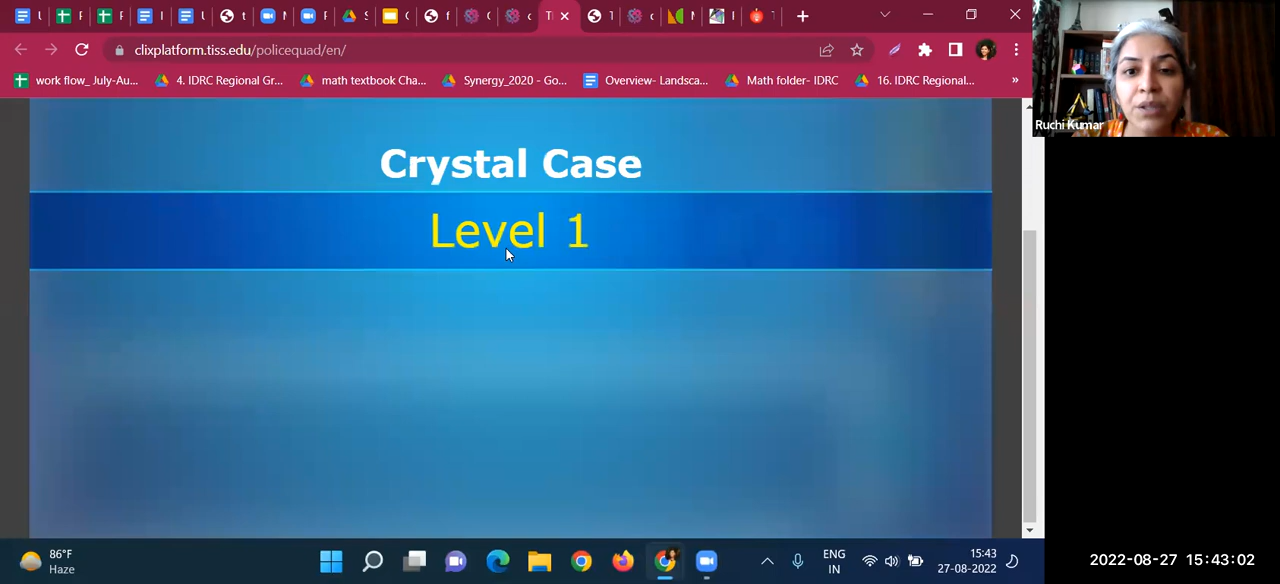 clixplatform.tiss.edu/policequad/en/
work flow_ July-Au...
4. IDRC Regional Gr...
math textbook Cha...
Synergy_2020 - Go...
Overview- Landsca...
Math folder- IDRC
16. IDRC Regional...
»
Ruchi Kumar
Crystal Case
Level 1
86°F
Haze
ENG
IN
15:43
27-08-2022
2022-08-27 15:43:02